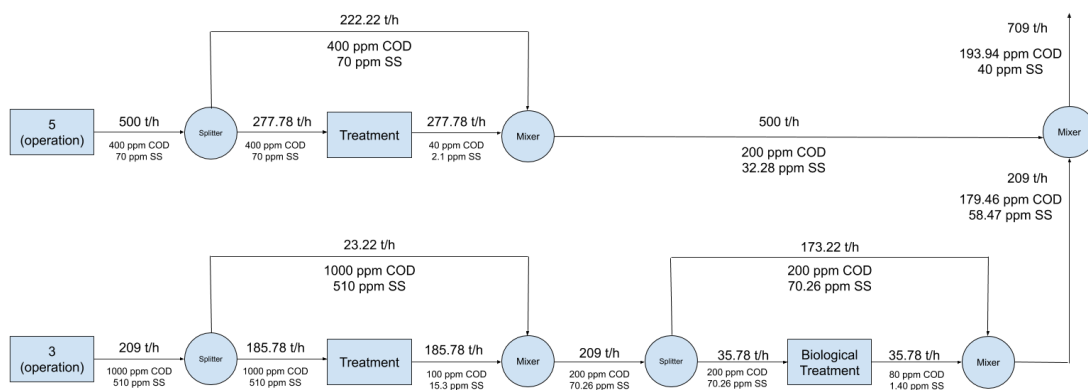 222.22 t/h
400 ppm COD
70 ppm SS
709 t/h
193.94 ppm COD
40 ppm SS
5
(operation)
500 t/h
400 ppm COD
70 ppm SS
Splitter
277.78 t/h
400 ppm COD
70 ppm SS
Treatment
277.78 t/h
40 ppm COD
2.1 ppm SS
Mixer
500 t/h
200 ppm COD
32.28 ppm SS
Mixer
209 t/h
179.46 ppm COD
58.47 ppm SS
23.22 t/h
1000 ppm COD
510 ppm SS
173.22 t/h
200 ppm COD
70.26 ppm SS
3
(operation)
209 t/h
1000 ppm COD
510 ppm SS
Splitter
185.78 t/h
1000 ppm COD
510 ppm SS
Treatment
185.78 t/h
100 ppm COD
15.3 ppm SS
Mixer
209 t/h
200 ppm COD
70.26 ppm SS
Splitter
35.78 t/h
200 ppm COD
70.26 ppm SS
Biological
Treatment
35.78 t/h
80 ppm COD
1.40 ppm SS
Mixer